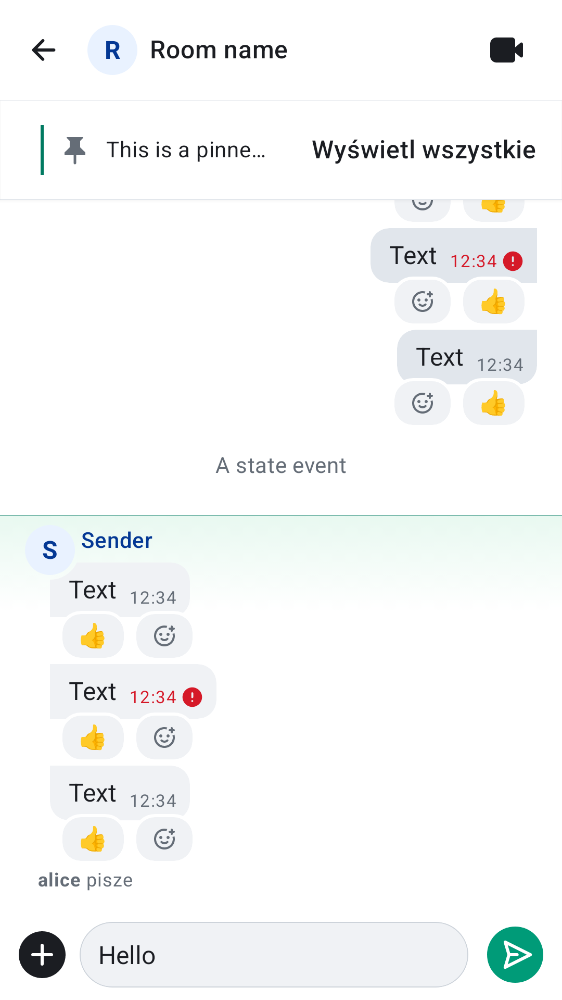 R Room name
This is a pinne… Wyświetl wszystkie
Text 12:34
Text 12:34
A state event
S Sender
Text 12:34
Text 12:34
Text 12:34
alice pisze
Hello